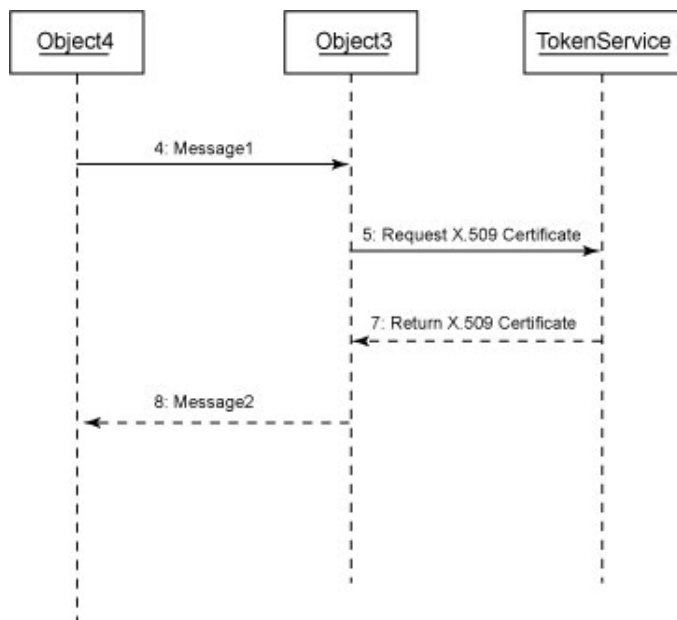 Object4
Object3
TokenService
4: Message1
5: Request X.509 Certificate
7: Return X.509 Certificate
8: Message2